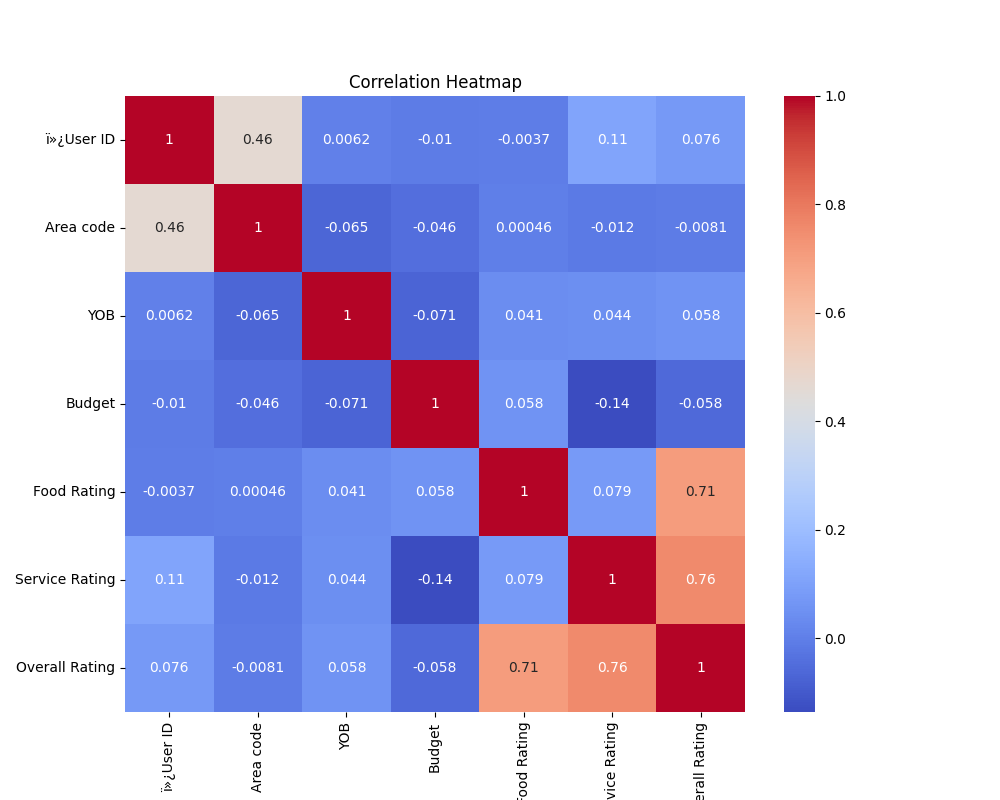 Correlation Heatmap
ï»¿User ID 1 0.46 0.0062 -0.01 -0.0037 0.11 0.076
Area code 0.46 1 -0.065 -0.046 0.00046 -0.012 -0.0081
YOB 0.0062 -0.065 1 -0.071 0.041 0.044 0.058
Budget -0.01 -0.046 -0.071 1 0.058 -0.14 -0.058
Food Rating -0.0037 0.00046 0.041 0.058 1 0.079 0.71
Service Rating 0.11 -0.012 0.044 -0.14 0.079 1 0.76
Overall Rating 0.076 -0.0081 0.058 -0.058 0.71 0.76 1
ï»¿User ID
Area code
YOB
Budget
Food Rating
vice Rating
erall Rating
1.0
0.8
0.6
0.4
0.2
0.0